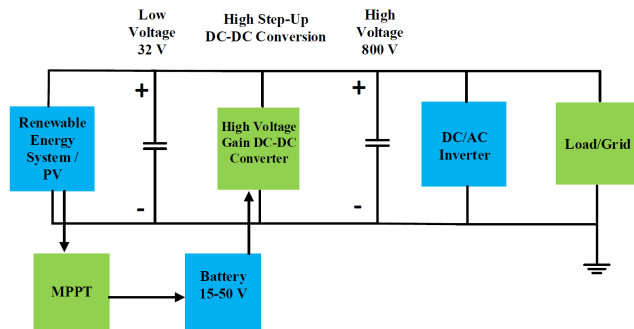 Low
Voltage
32 V
High Step-Up
DC-DC Conversion
High
Voltage
800 V
+
+
Renewable
Energy
System /
PV
High Voltage
Gain DC-DC
Converter
DC/AC
Inverter
Load/Grid
-
-
MPPT
Battery
15-50 V